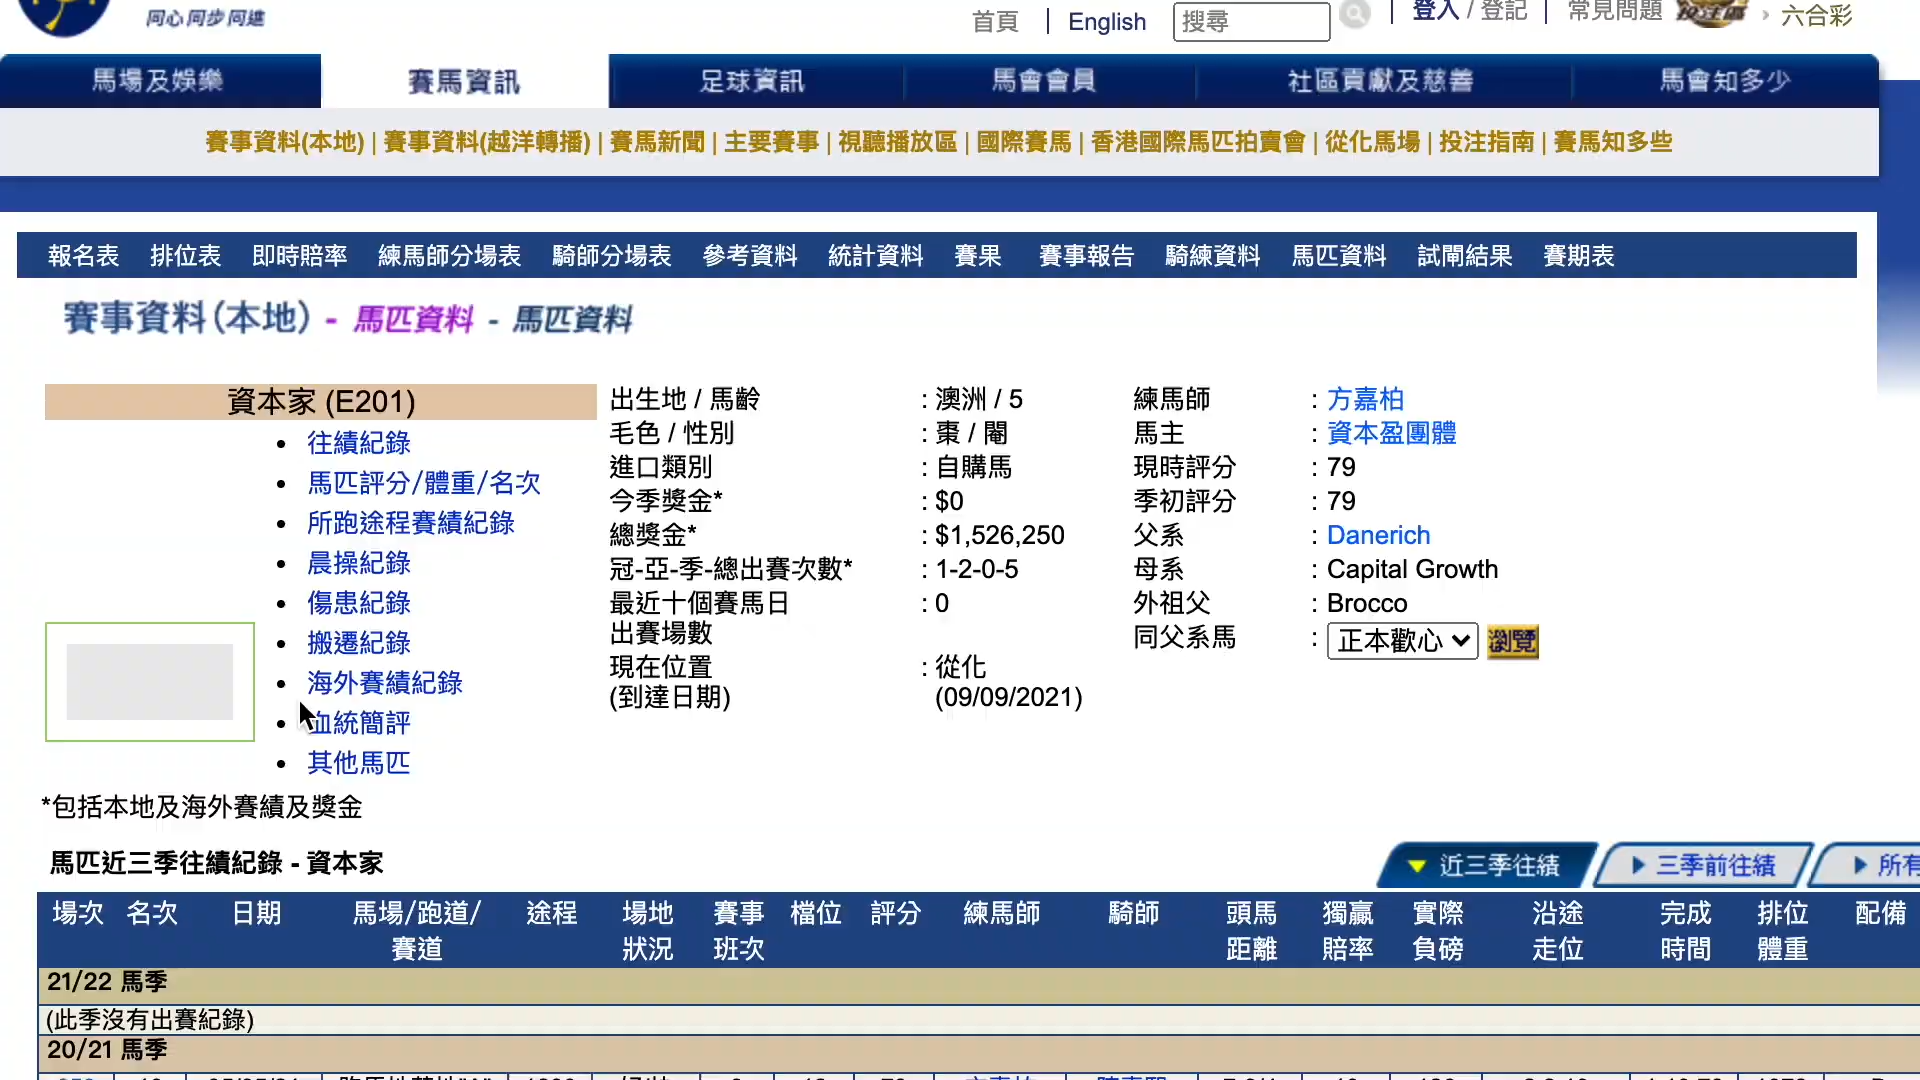 同心同步同進
首頁 | English 搜尋 | 登入 / 登記 | 常見問題 投注區 › 六合彩
馬場及娛樂 賽馬資訊 足球資訊 馬會會員 社區貢獻及慈善 馬會知多少
賽事資料(本地) | 賽事資料(越洋轉播) | 賽馬新聞 | 主要賽事 | 視聽播放區 | 國際賽馬 | 香港國際馬匹拍賣會 | 從化馬場 | 投注指南 | 賽馬知多些
報名表 排位表 即時賠率 練馬師分場表 騎師分場表 參考資料 統計資料 賽果 賽事報告 騎練資料 馬匹資料 試閘結果 賽期表
賽事資料(本地) - 馬匹資料 - 馬匹資料
資本家 (E201)
往績紀錄
馬匹評分/體重/名次
所跑途程賽績紀錄
晨操紀錄
傷患紀錄
搬遷紀錄
海外賽績紀錄
血統簡評
其他馬匹
出生地 / 馬齡 : 澳洲 / 5
毛色 / 性別 : 棗 / 閹
進口類別 : 自購馬
今季獎金* : $0
總獎金* : $1,526,250
冠-亞-季-總出賽次數* : 1-2-0-5
最近十個賽馬日 : 0
出賽場數
現在位置 : 從化
(到達日期) (09/09/2021)
練馬師 : 方嘉柏
馬主 : 資本盈團體
現時評分 : 79
季初評分 : 79
父系 : Danerich
母系 : Capital Growth
外祖父 : Brocco
同父系馬 : 正本歡心 瀏覽
*包括本地及海外賽績及獎金
馬匹近三季往績紀錄 - 資本家
近三季往績 三季前往績 所有
場次 名次 日期 馬場/跑道/ 途程 場地 賽事 檔位 評分 練馬師 騎師 頭馬 獨贏 實際 沿途 完成 排位 配備
賽道 狀況 班次 距離 賠率 負磅 走位 時間 體重
21/22 馬季
(此季沒有出賽紀錄)
20/21 馬季